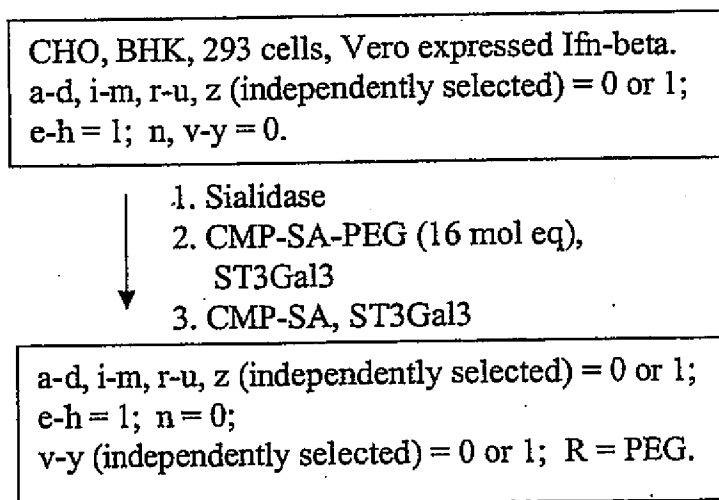 CHO, BHK, 293 cells, Vero expressed Ifn-beta.
a-d, i-m, r-u, z (independently selected) = 0 or 1;
e-h = 1; n, v-y = 0.
1. Sialidase
2. CMP-SA-PEG (16 mol eq),
ST3Gal3
3. CMP-SA, ST3Gal3
a-d, i-m, r-u, z (independently selected) = 0 or 1;
e-h = 1; n = 0;
v-y (independently selected) = 0 or 1; R = PEG.